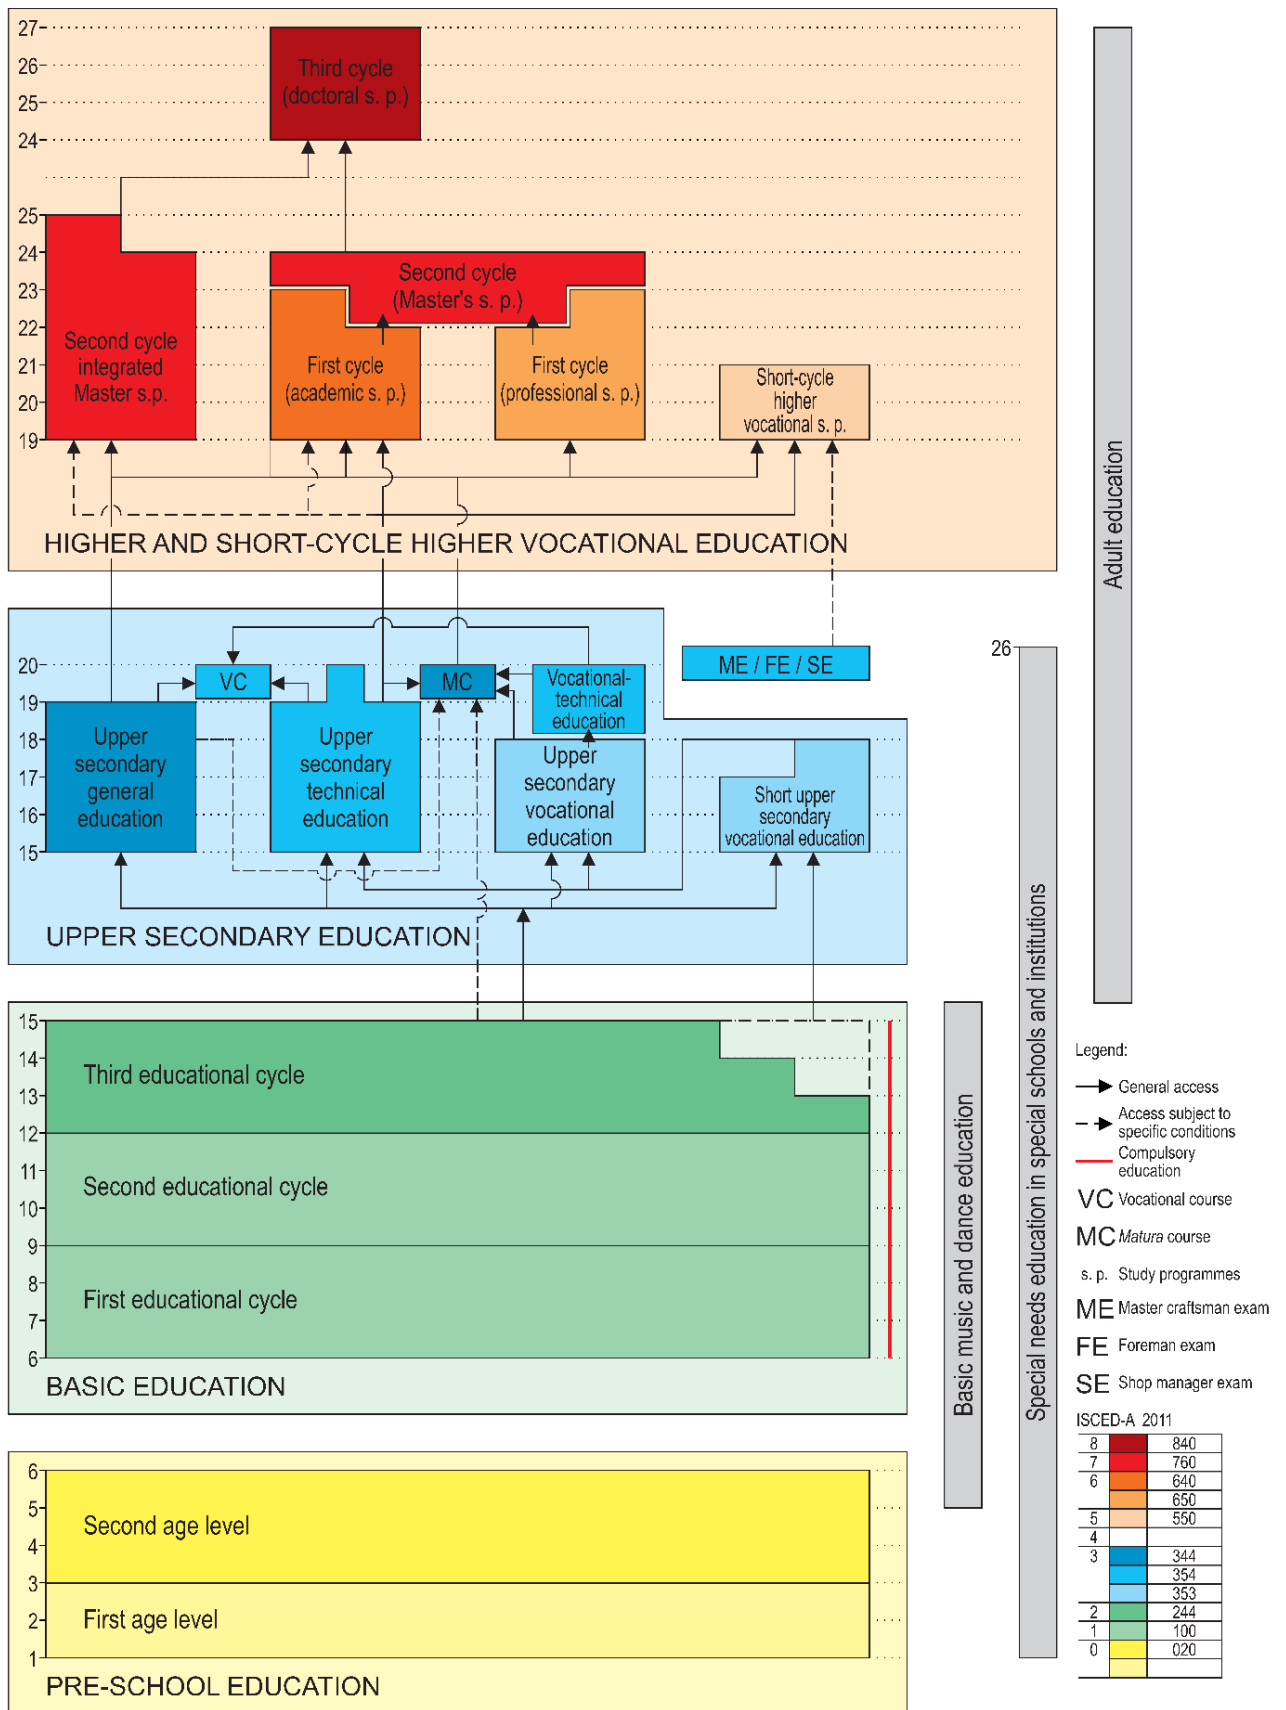 27
26
25
24
Third cycle
(doctoral s. p.)
25
24
23
22
21
20
19
Second cycle
integrated
Master s.p.
Second cycle
(Master's s. p.)
First cycle
(academic s. p.)
First cycle
(professional s. p.)
Short-cycle
higher
vocational s. p.
HIGHER AND SHORT-CYCLE HIGHER VOCATIONAL EDUCATION
20
19
18
17
16
15
VC
MC
Vocational-
technical
education
ME / FE / SE
Upper
secondary
general
education
Upper
secondary
technical
education
Upper
secondary
vocational
education
Short upper
secondary
vocational education
UPPER SECONDARY EDUCATION
15
14
13
12
11
10
9
8
7
6
Third educational cycle
Second educational cycle
First educational cycle
BASIC EDUCATION
6
5
4
3
2
1
Second age level
First age level
PRE-SCHOOL EDUCATION
Basic music and dance education
26
Special needs education in special schools and institutions
Adult education
Legend:
General access
Access subject to
specific conditions
Compulsory
education
VC Vocational course
MC Matura course
s. p. Study programmes
ME Master craftsman exam
FE Foreman exam
SE Shop manager exam
ISCED-A 2011
8 840
7 760
6 640
650
5 550
4
3 344
354
353
2 244
1 100
0 020